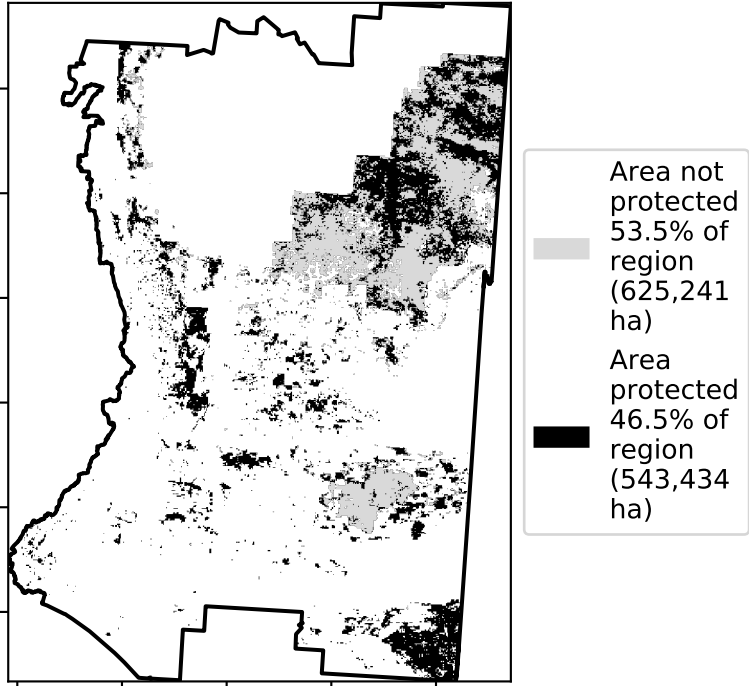 Area not
protected
53.5% of
region
(625,241
ha)
Area
protected
46.5% of
region
(543,434
ha)